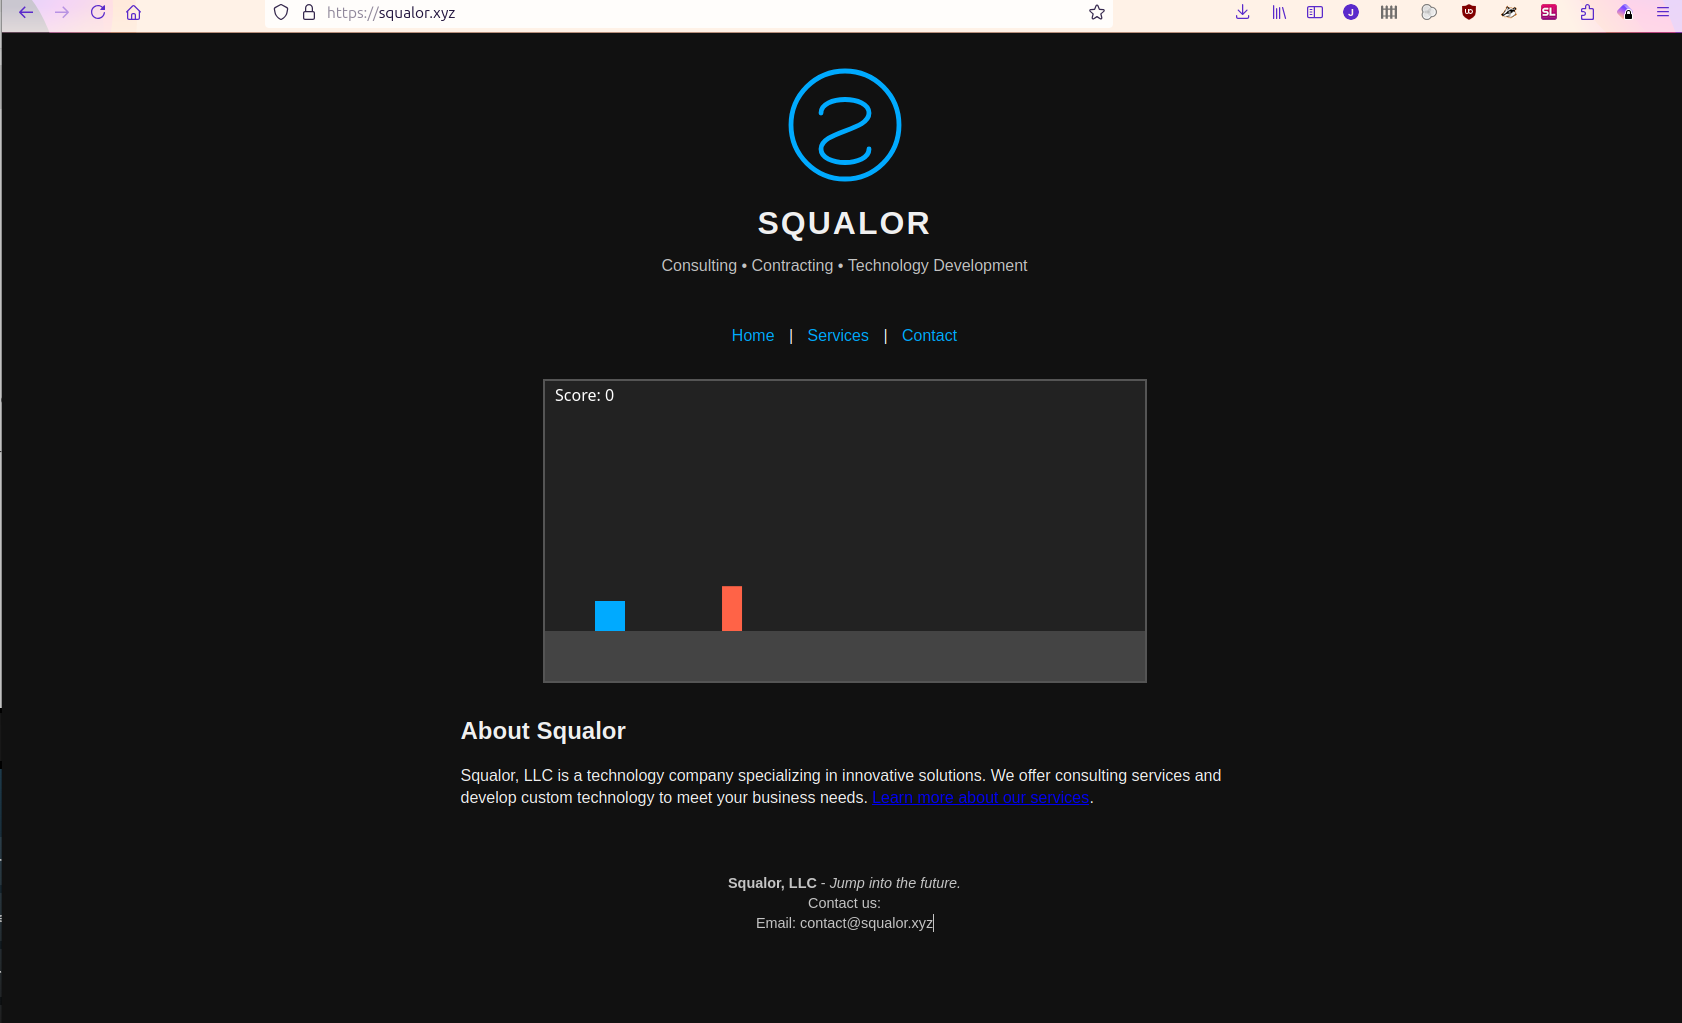 https://squalor.xyz
J
UO
SL
SQUALOR
Consulting • Contracting • Technology Development
Home | Services | Contact
Score: 0
About Squalor
Squalor, LLC is a technology company specializing in innovative solutions. We offer consulting services and
develop custom technology to meet your business needs. Learn more about our services.
Squalor, LLC - Jump into the future.
Contact us:
Email: contact@squalor.xyz